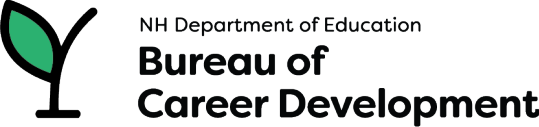 NH Department of Education
Bureau of
Career Development